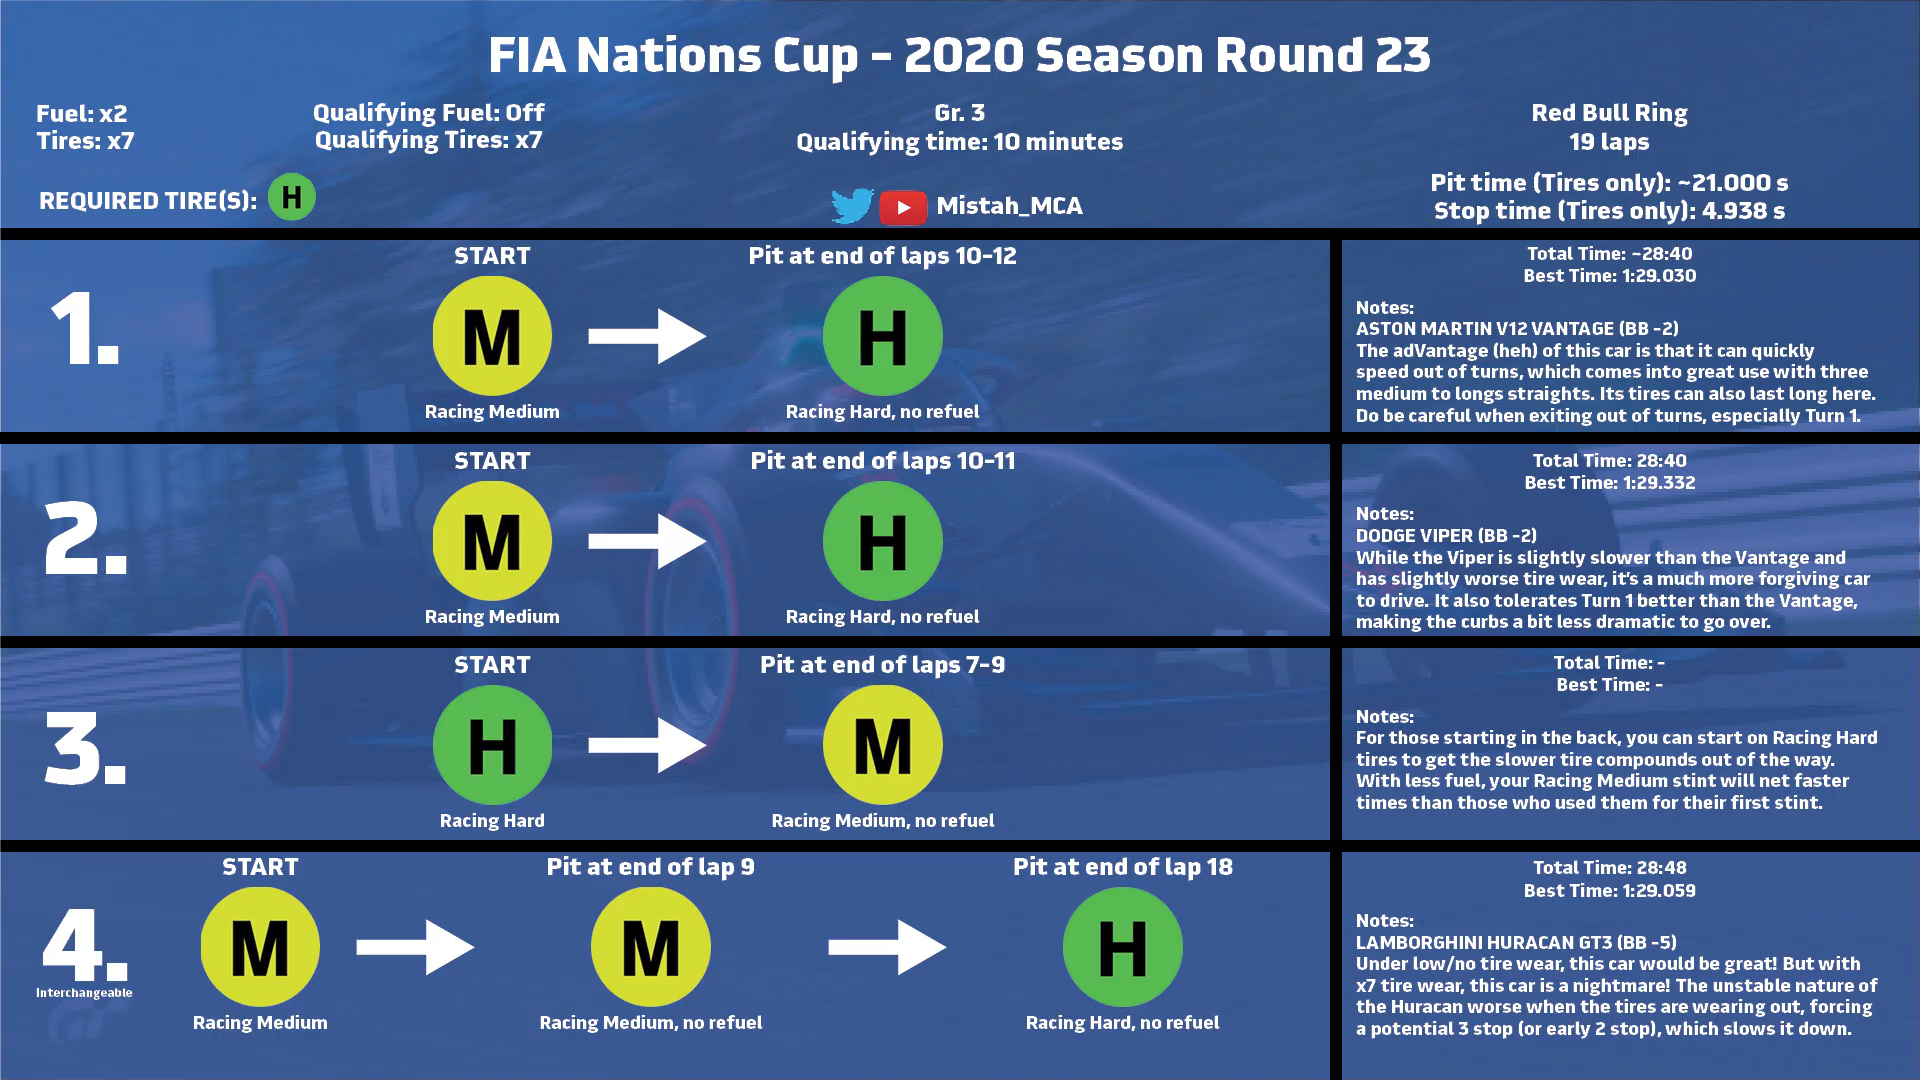 FIA Nations Cup - 2020 Season Round 23
Fuel: x2
Tires: x7
Qualifying Fuel: Off
Qualifying Tires: x7
Gr. 3
Qualifying time: 10 minutes
Red Bull Ring
19 laps
REQUIRED TIRE(S): H
Mistah_MCA
Pit time (Tires only): ~21.000 s
Stop time (Tires only): 4.938 s
1.
START
M
Racing Medium
Pit at end of laps 10-12
H
Racing Hard, no refuel
Total Time: ~28:40
Best Time: 1:29.030
Notes:
ASTON MARTIN V12 VANTAGE (BB -2)
The adVantage (heh) of this car is that it can quickly
speed out of turns, which comes into great use with three
medium to longs straights. Its tires can also last long here.
Do be careful when exiting out of turns, especially Turn 1.
2.
START
M
Racing Medium
Pit at end of laps 10-11
H
Racing Hard, no refuel
Total Time: 28:40
Best Time: 1:29.332
Notes:
DODGE VIPER (BB -2)
While the Viper is slightly slower than the Vantage and
has slightly worse tire wear, it's a much more forgiving car
to drive. It also tolerates Turn 1 better than the Vantage,
making the curbs a bit less dramatic to go over.
3.
START
H
Racing Hard
Pit at end of laps 7-9
M
Racing Medium, no refuel
Total Time: -
Best Time: -
Notes:
For those starting in the back, you can start on Racing Hard
tires to get the slower tire compounds out of the way.
With less fuel, your Racing Medium stint will net faster
times than those who used them for their first stint.
4.
Interchangeable
START
M
Racing Medium
Pit at end of lap 9
M
Racing Medium, no refuel
Pit at end of lap 18
H
Racing Hard, no refuel
Total Time: 28:48
Best Time: 1:29.059
Notes:
LAMBORGHINI HURACAN GT3 (BB -5)
Under low/no tire wear, this car would be great! But with
x7 tire wear, this car is a nightmare! The unstable nature of
the Huracan worse when the tires are wearing out, forcing
a potential 3 stop (or early 2 stop), which slows it down.